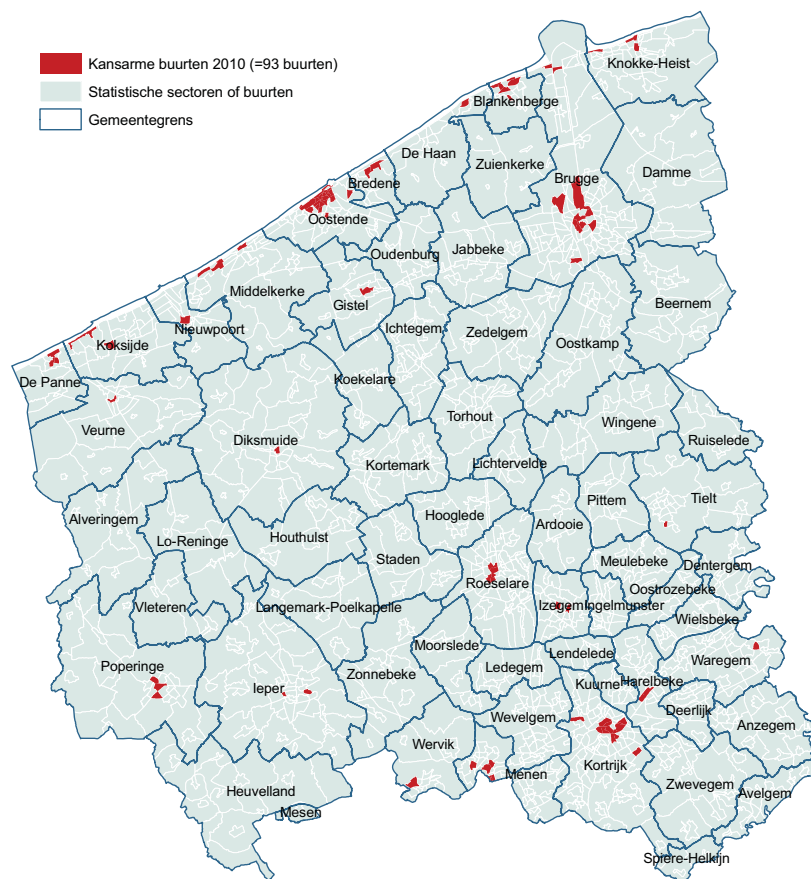 Kansarme buurten 2010 (=93 buurten)
Statistische sectoren of buurten
Gemeentegrens
Knokke-Heist
Blankenberge
De Haan
Zuienkerke
Brugge
Damme
Bredene
Oostende
Oudenburg
Jabbeke
Middelkerke
Gistel
Beernem
Nieuwpoort
Ichtegem
Zedelgem
Oostkamp
Koksijde
De Panne
Koekelare
Veurne
Torhout
Wingene
Diksmuide
Ruiselede
Kortemark
Lichtervelde
Pittem
Tielt
Alveringem
Lo-Reninge
Houthulst
Hooglede
Ardooie
Staden
Meulebeke
Dentergem
Roeselare
Oostrozebeke
Vleteren
Langemark-Poelkapelle
Izegem
Ingelmunster
Wielsbeke
Moorslede
Lendelede
Waregem
Poperinge
Ieper
Zonnebeke
Ledegem
Kuurne
Harelbeke
Deerlijk
Wevelgem
Anzegem
Wervik
Kortrijk
Menen
Zwevegem
Avelgem
Heuvelland
Mesen
Spiere-Helkijn